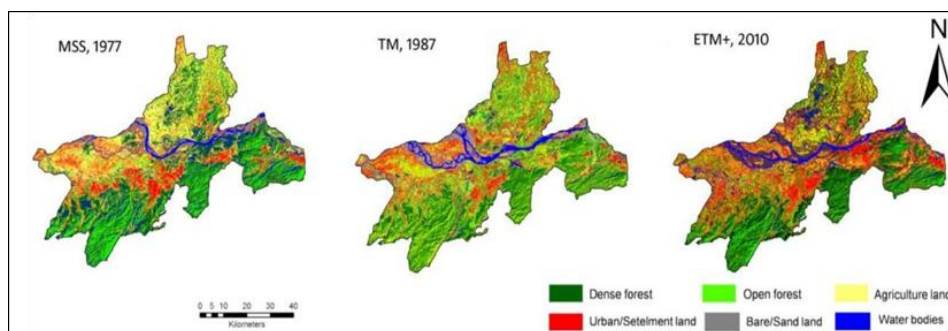 MSS, 1977
TM, 1987
ETM+, 2010
N
0 5 10 20 30 40
Kilometers
Dense forest
Open forest
Agriculture land
Urban/Setelment land
Bare/Sand land
Water bodies